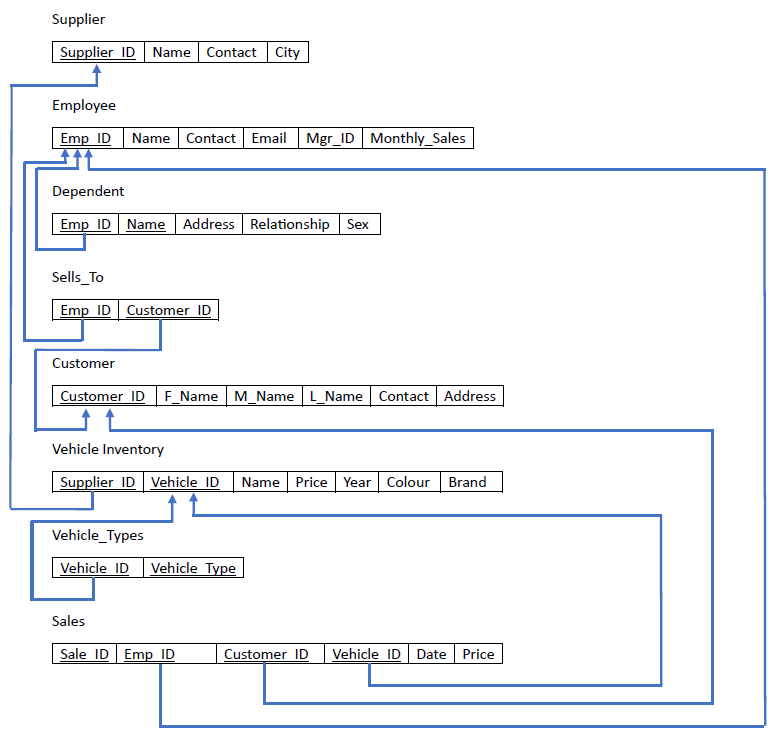 Supplier
Supplier_ID Name Contact City
Employee
Emp_ID Name Contact Email Mgr_ID Monthly_Sales
Dependent
Emp_ID Name Address Relationship Sex
Sells_To
Emp_ID Customer_ID
Customer
Customer_ID F_Name M_Name L_Name Contact Address
Vehicle Inventory
Supplier_ID Vehicle_ID Name Price Year Colour Brand
Vehicle_Types
Vehicle_ID Vehicle_Type
Sales
Sale_ID Emp_ID Customer_ID Vehicle_ID Date Price